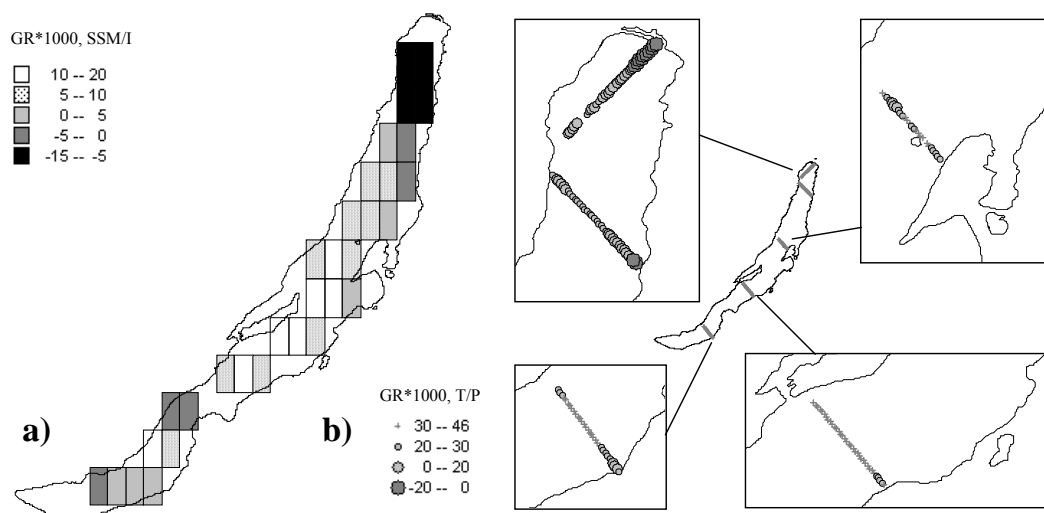 GR*1000, SSM/I
10 -- 20
5 -- 10
0 -- 5
-5 -- 0
-15 -- -5
a)
b)
GR*1000, T/P
30 -- 46
20 -- 30
0 -- 20
-20 -- 0